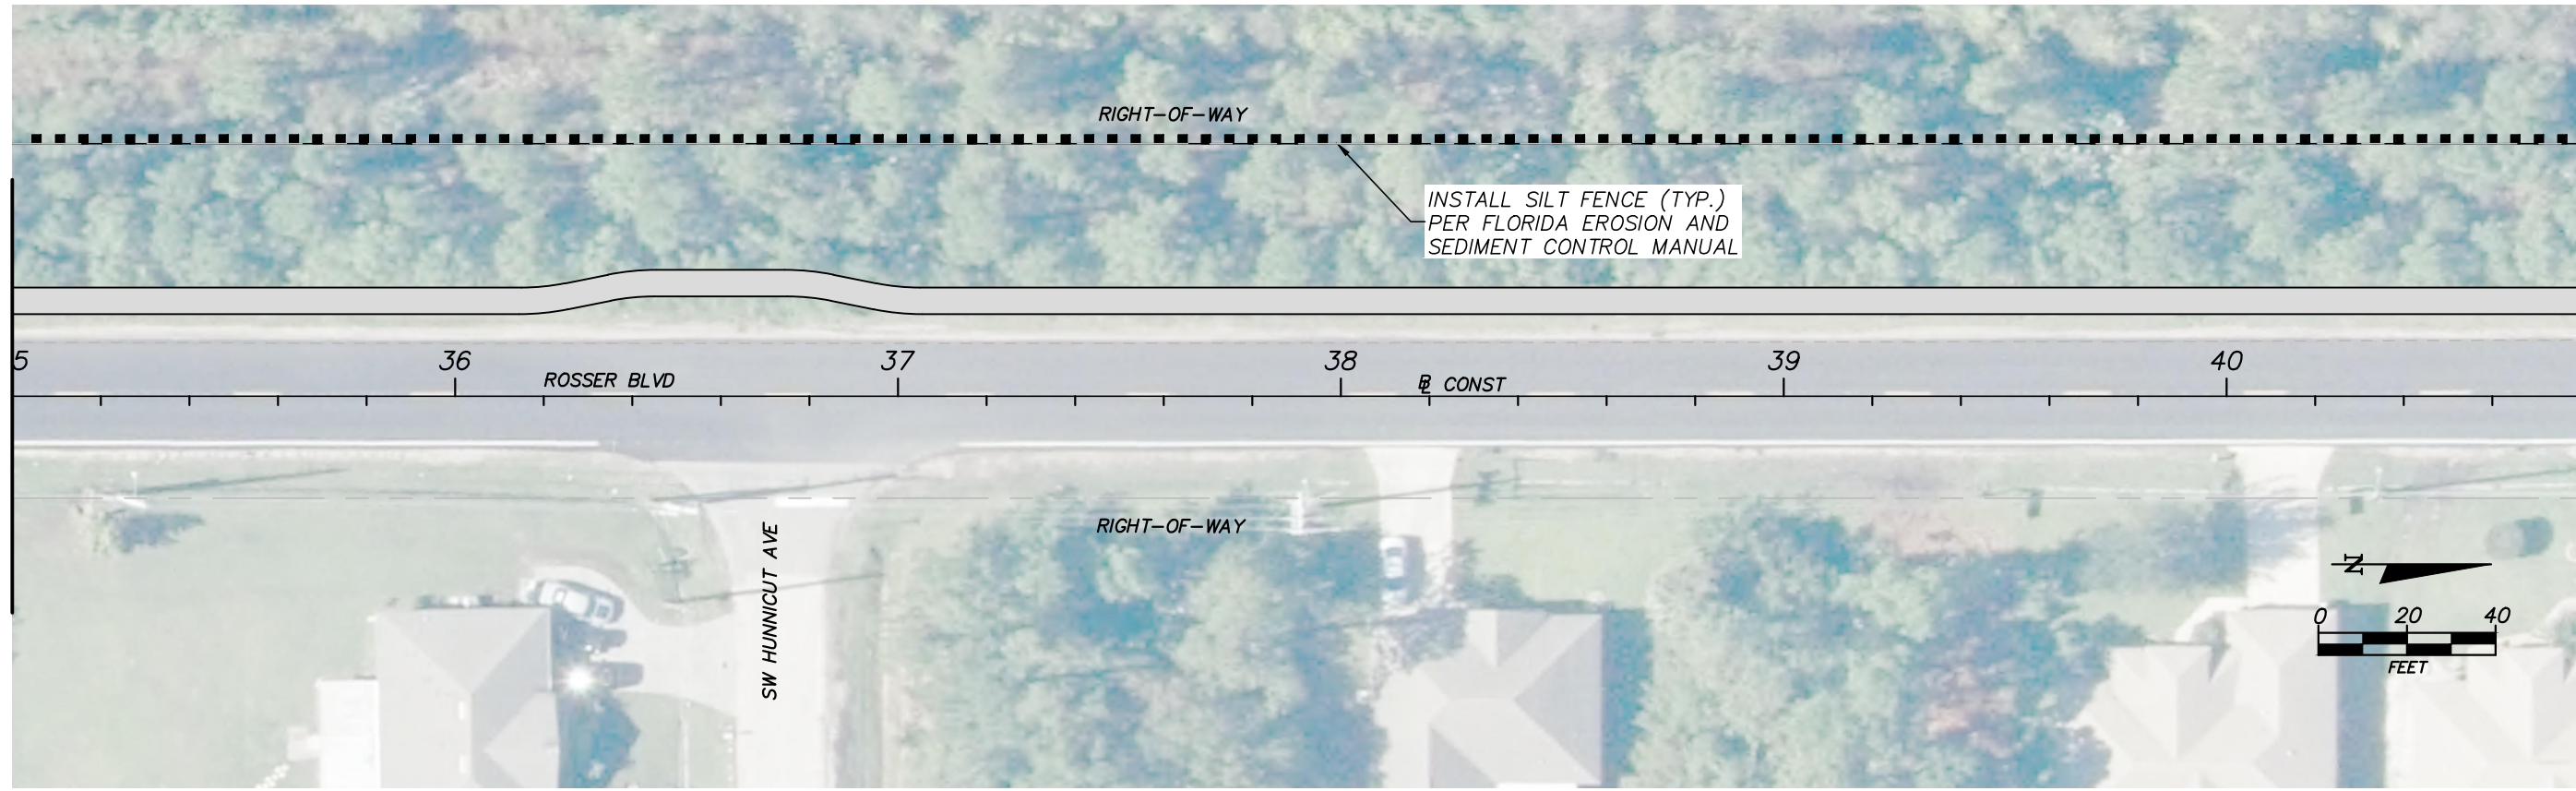 RIGHT-OF-WAY
INSTALL SILT FENCE (TYP.)
PER FLORIDA EROSION AND
SEDIMENT CONTROL MANUAL
5 36 37 38 39 40
ROSSER BLVD
℄ CONST
RIGHT-OF-WAY
SW HUNNICUT AVE
N
0 20 40
FEET